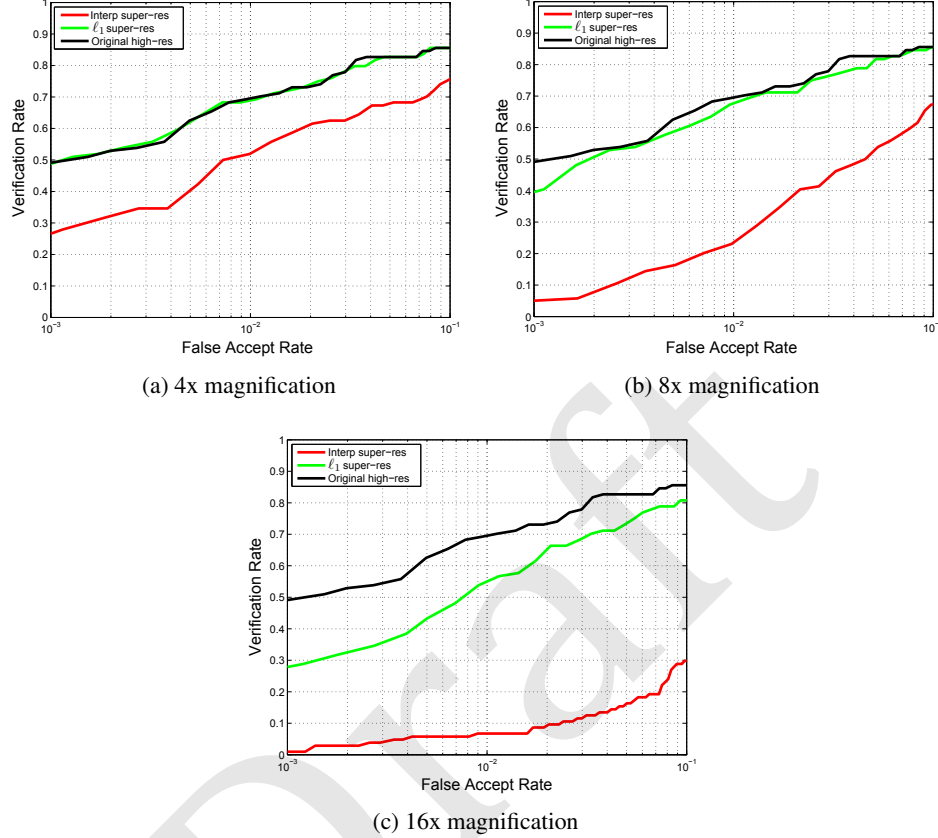 Interp super-res
ℓ1 super-res
Original high-res
1
0.9
0.8
0.7
0.6
0.5
0.4
0.3
0.2
0.1
0
Verification Rate
10⁻³
10⁻²
10⁻¹
False Accept Rate
(a) 4x magnification
Interp super-res
ℓ1 super-res
Original high-res
1
0.9
0.8
0.7
0.6
0.5
0.4
0.3
0.2
0.1
0
Verification Rate
10⁻³
10⁻²
10⁻
False Accept Rate
(b) 8x magnification
Interp super-res
ℓ1 super-res
Original high-res
1
0.9
0.8
0.7
0.6
0.5
0.4
0.3
0.2
0.1
0
Verification Rate
10⁻³
10⁻²
10⁻¹
False Accept Rate
(c) 16x magnification
Draft